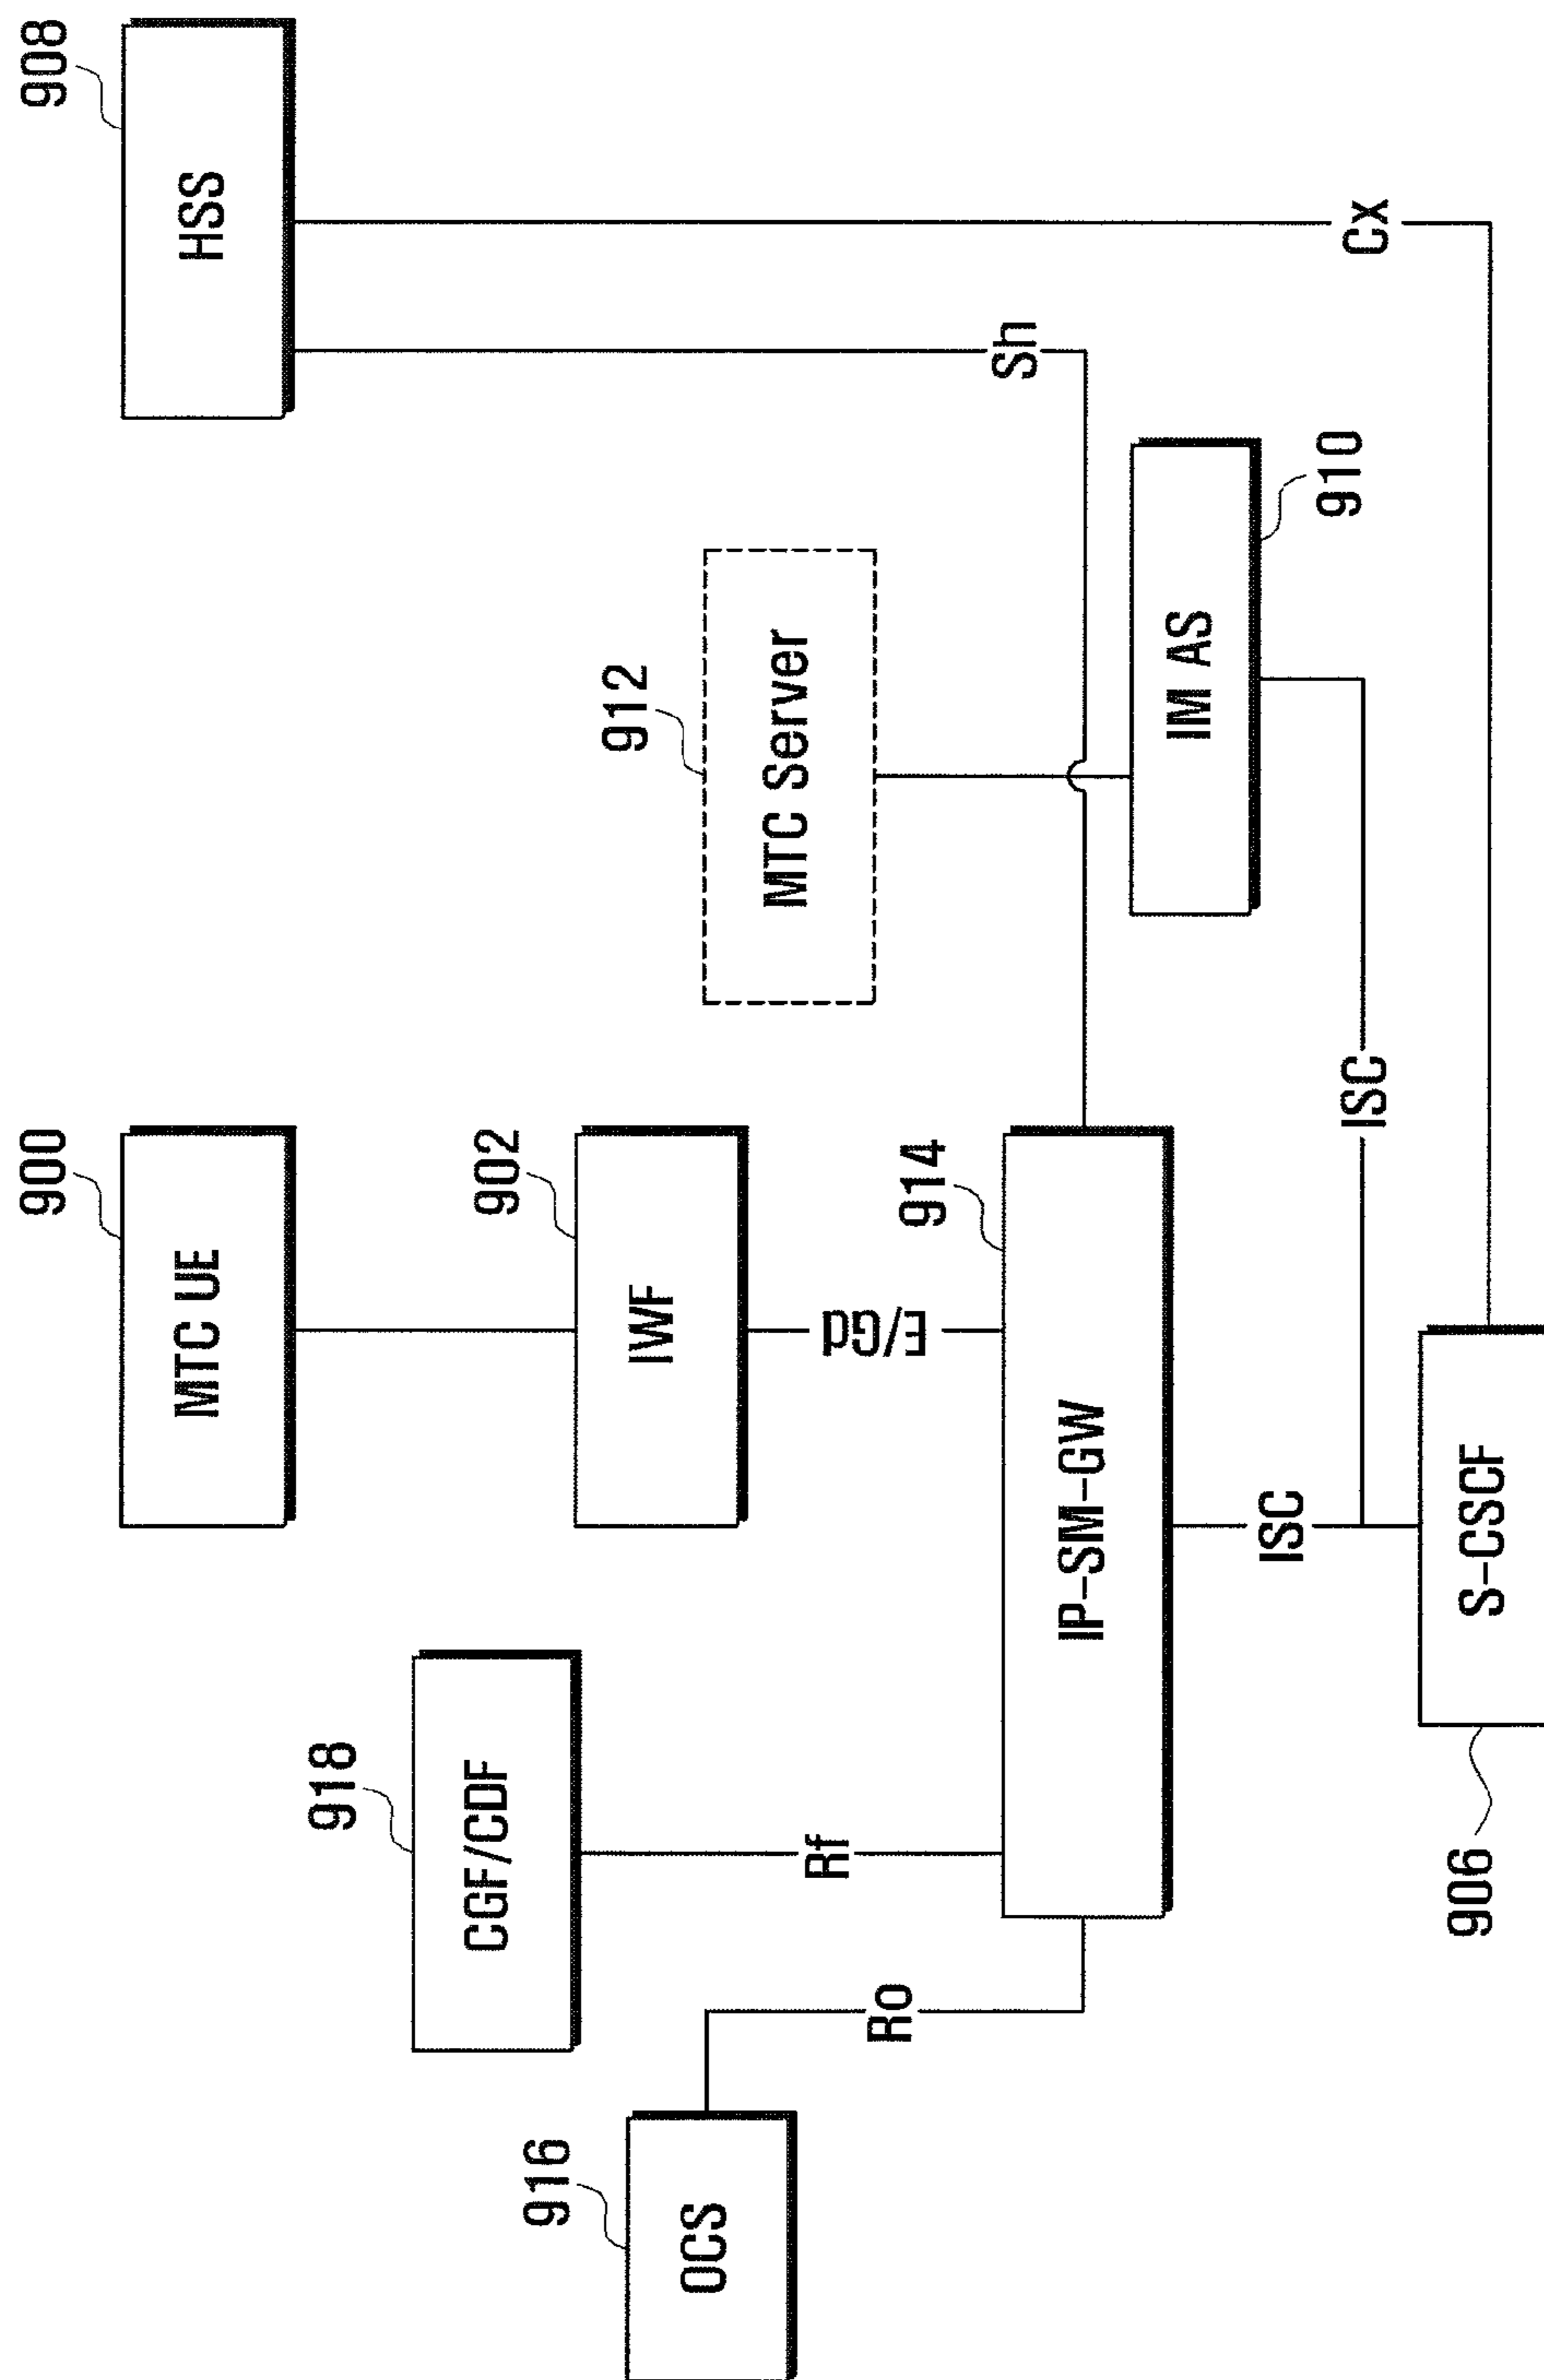 900
MTC UE
908
HSS
918
CGF/CDF
902
IWF
916
OCS
912
MTC Server
Ro
Rf
E/Gd
914
IP-SM-GW
Sh
IM AS
910
ISC
ISC
Cx
906
S-CSCF